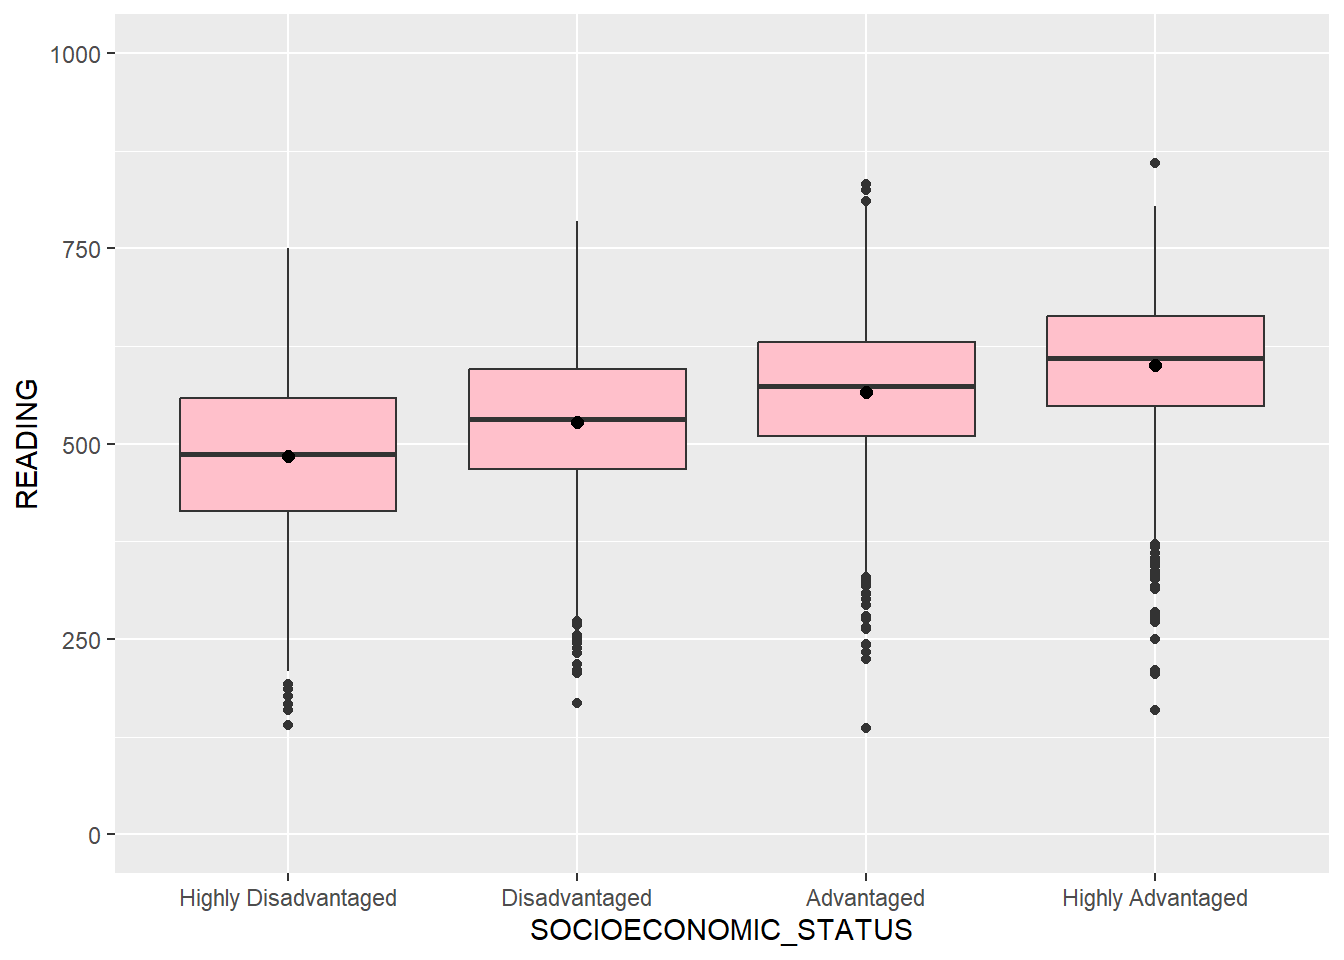 1000
750
500
250
0
READING
Highly Disadvantaged
Disadvantaged
Advantaged
Highly Advantaged
SOCIOECONOMIC_STATUS